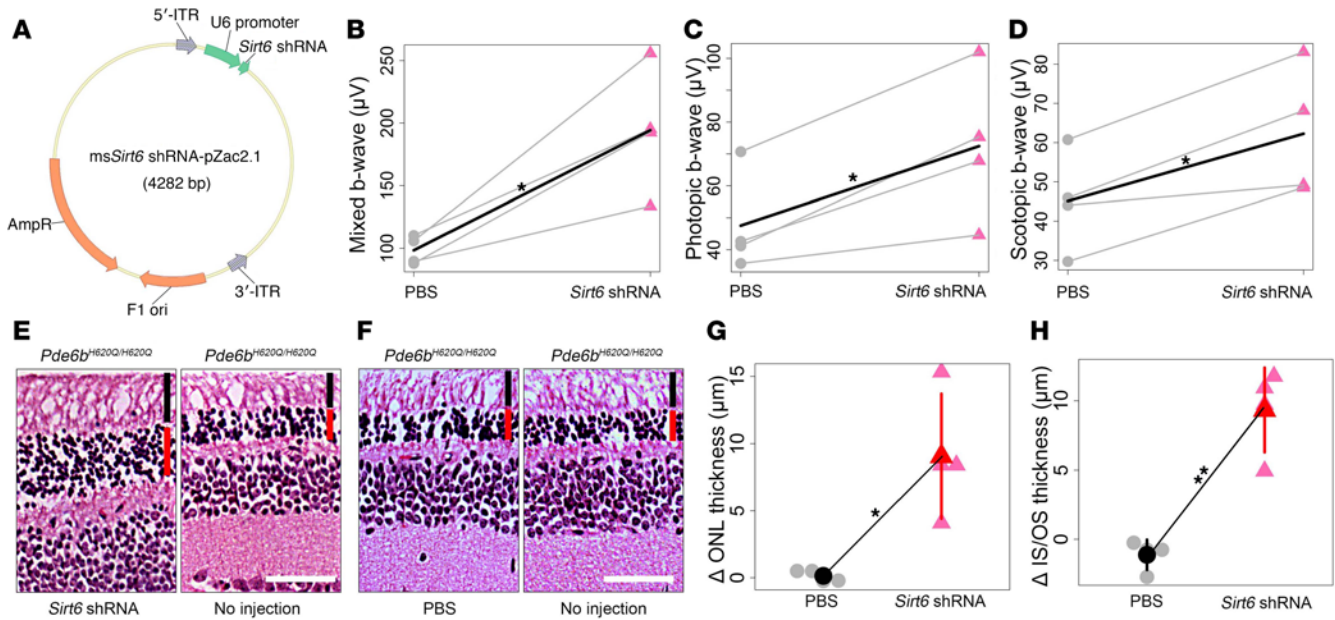 A
5′-ITR
U6 promoter
Sirt6 shRNA
msSirt6 shRNA-pZac2.1
(4282 bp)
AmpR
F1 ori
3′-ITR
B
Mixed b-wave (µV)
250
200
150
100
PBS
Sirt6 shRNA
*
C
Photopic b-wave (µV)
100
80
60
40
PBS
Sirt6 shRNA
*
D
Scotopic b-wave (µV)
80
70
60
50
40
30
PBS
Sirt6 shRNA
*
E
Pde6bH620Q/H620Q
Pde6bH620Q/H620Q
Sirt6 shRNA
No injection
F
Pde6bH620Q/H620Q
Pde6bH620Q/H620Q
PBS
No injection
G
Δ ONL thickness (µm)
15
10
5
0
PBS
Sirt6 shRNA
*
H
Δ IS/OS thickness (µm)
10
5
0
PBS
Sirt6 shRNA
**